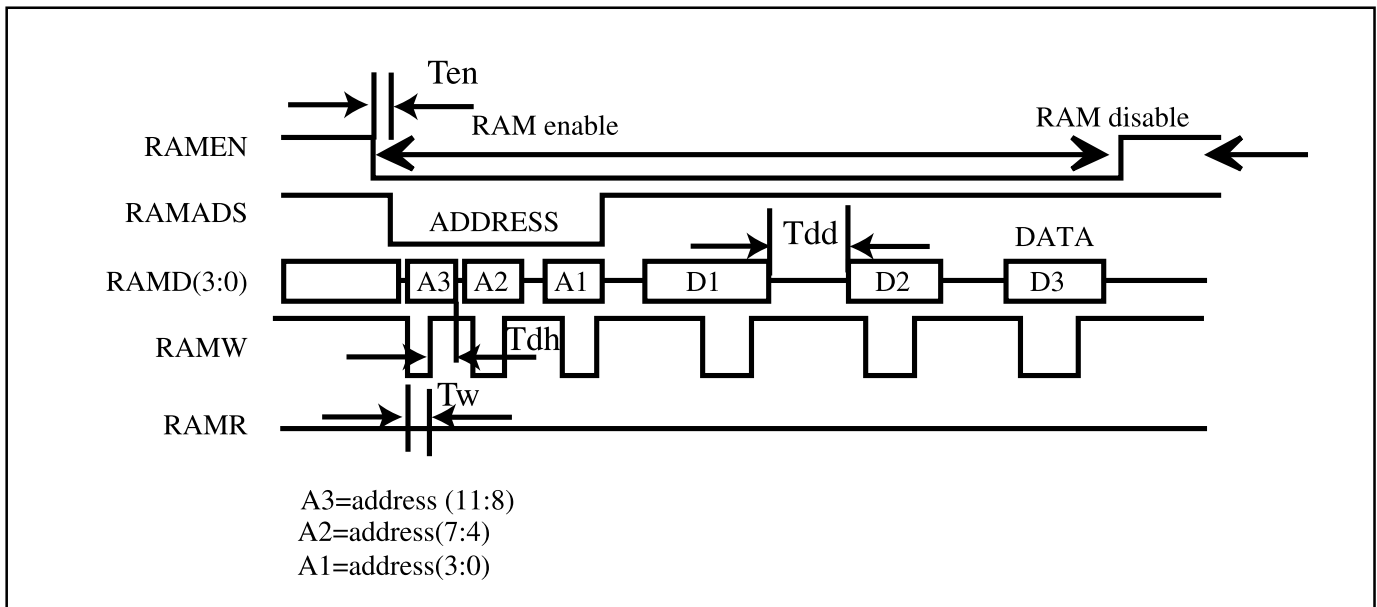 Ten
RAM enable
RAM disable
RAMEN
RAMADS
ADDRESS
Tdd
DATA
RAMD(3:0)
A3
A2
A1
D1
D2
D3
RAMW
Tdh
Tw
RAMR
A3=address (11:8)
A2=address(7:4)
A1=address(3:0)